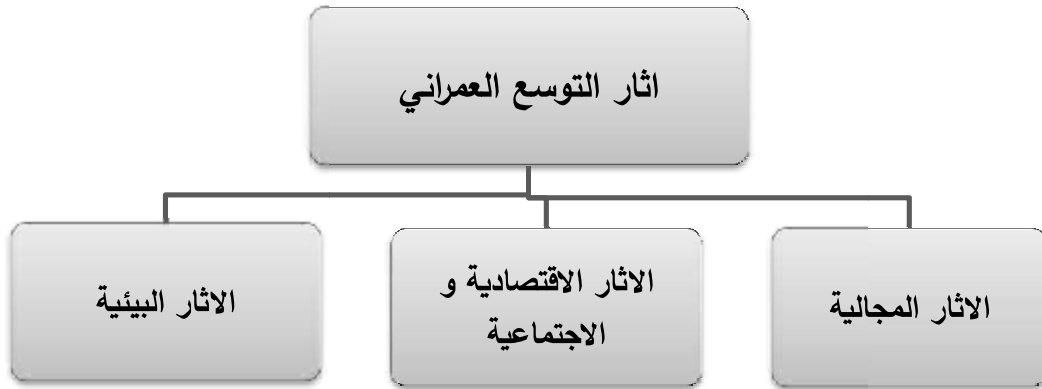 اثار التوسع العمراني
الاثار المجالية
الاثار الاقتصادية و
الاجتماعية
الاثار البيئية